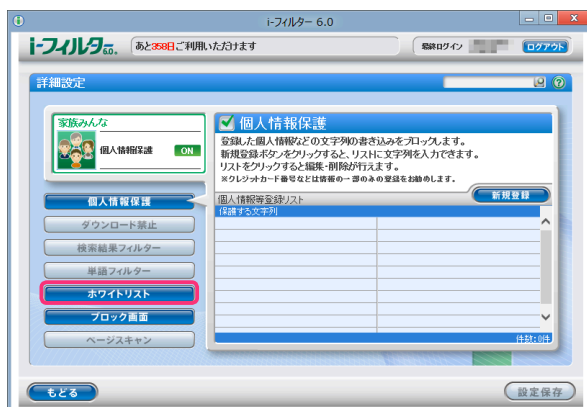 i-フィルター 6.0
i-フィルター 6.0.
あと358日ご利用いただけます
最終ログイン
ログアウト
詳細設定
家族みんな
個人情報保護 ON
個人情報保護
登録した個人情報などの文字列の書き込みをブロックします。
新規登録ボタンをクリックすると、リストに文字列を入力できます。
リストをクリックすると編集・削除が行えます。
※クレジットカード番号などは情報の一部のみの登録をお勧めします。
個人情報等登録リスト
新規登録
保護する文字列
個人情報保護
ダウンロード禁止
検索結果フィルター
単語フィルター
ホワイトリスト
ブロック画面
ページスキャン
件数:0件
もどる
設定保存